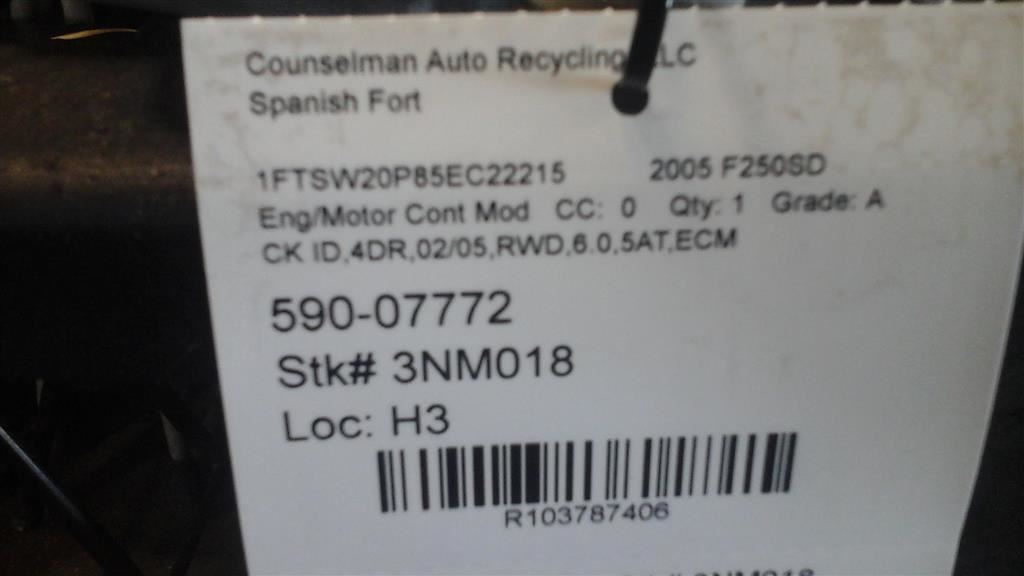 Counselman Auto Recycling LLC
Spanish Fort
1FTSW20P85EC22215 2005 F250SD
Eng/Motor Cont Mod CC: 0 Qty: 1 Grade: A
CK ID,4DR,02/05,RWD,6.0,5AT,ECM
590-07772
Stk# 3NM018
Loc: H3
R103787406
3NM018